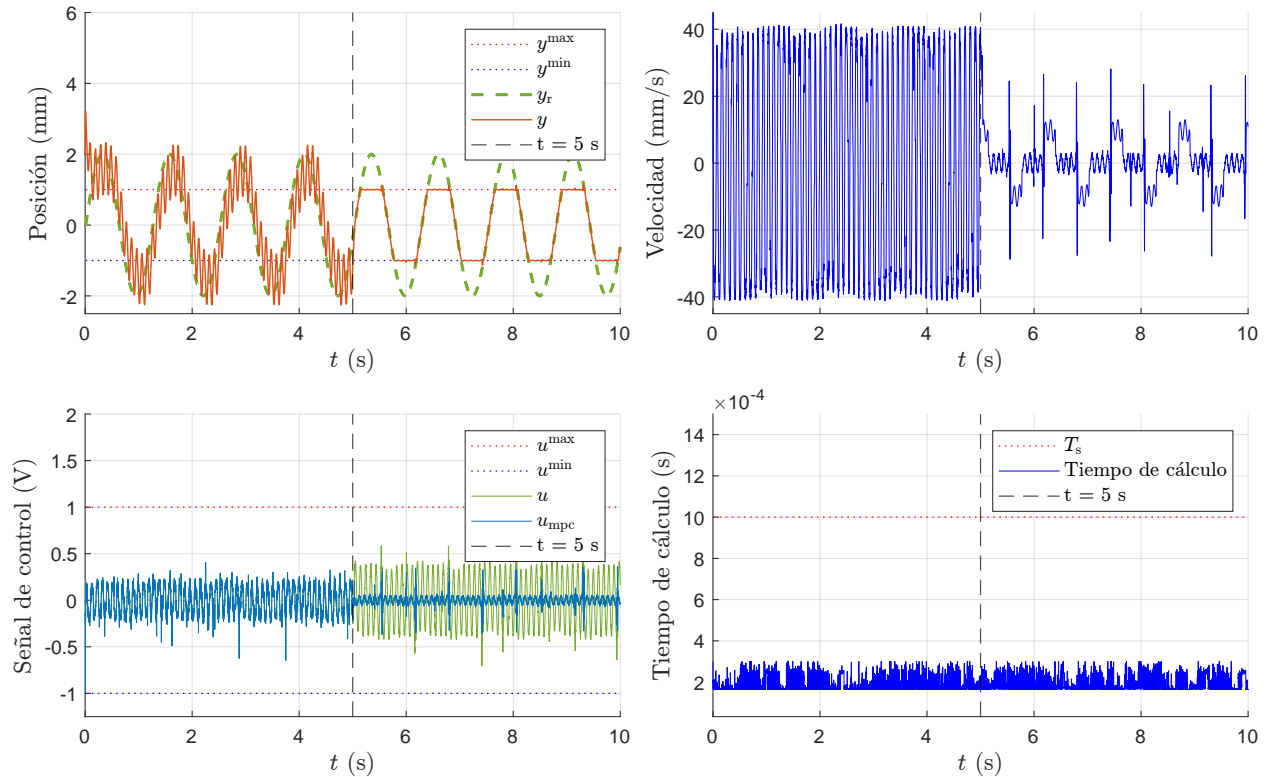 Posición (mm)
6
4
2
0
-2
y^max
y^min
y_r
y
t = 5 s
0 2 4 6 8 10
t (s)
Velocidad (mm/s)
40
20
0
-20
-40
0 2 4 6 8 10
t (s)
Señal de control (V)
2
1.5
1
0.5
0
-0.5
-1
u^max
u^min
u
u_mpc
t = 5 s
0 2 4 6 8 10
t (s)
×10^-4
Tiempo de cálculo (s)
14
12
10
8
6
4
2
T_s
Tiempo de cálculo
t = 5 s
0 2 4 6 8 10
t (s)